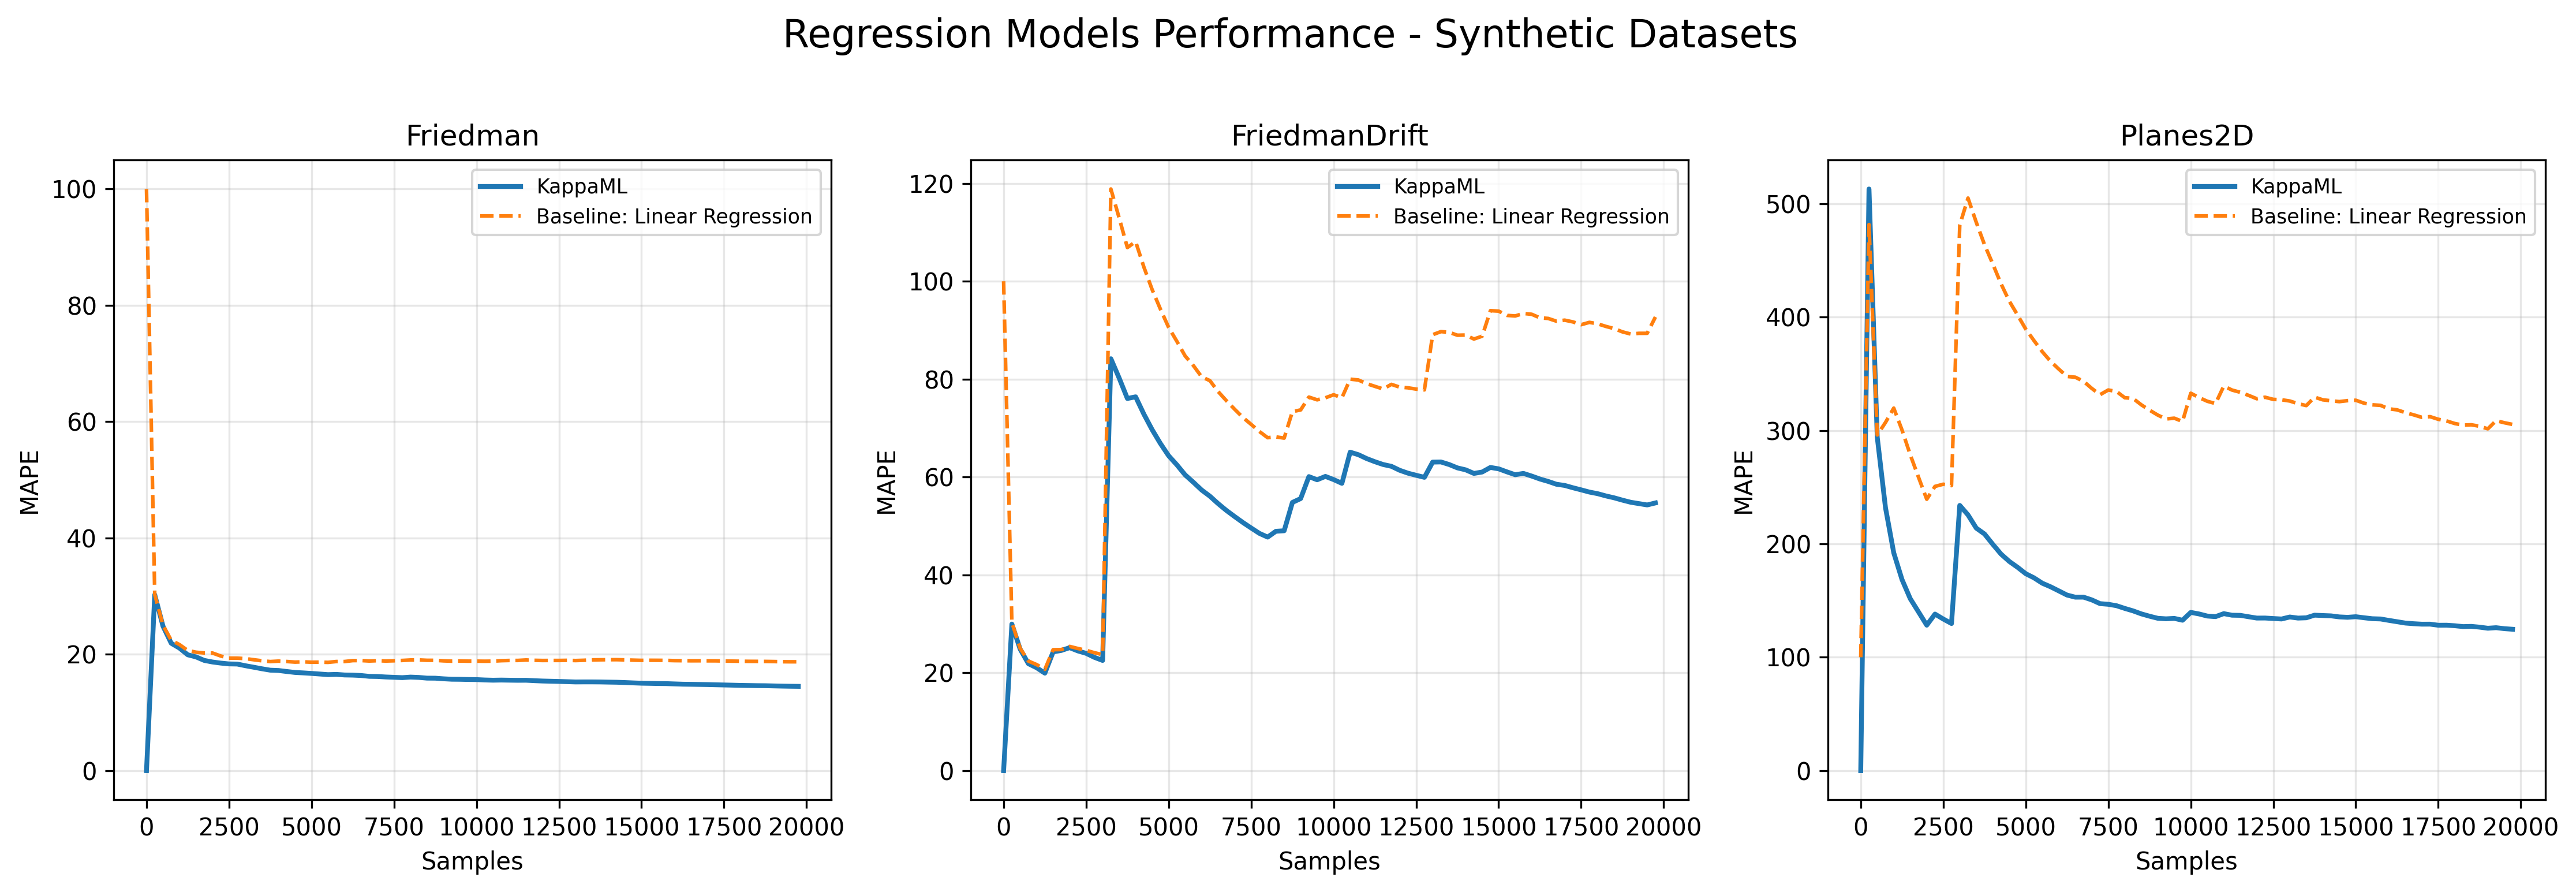 Regression Models Performance - Synthetic Datasets
Friedman
KappaML
Baseline: Linear Regression
100
80
60
40
20
0
MAPE
0 2500 5000 7500 10000 12500 15000 17500 20000
Samples
FriedmanDrift
KappaML
Baseline: Linear Regression
120
100
80
60
40
20
0
MAPE
0 2500 5000 7500 10000 12500 15000 17500 20000
Samples
Planes2D
KappaML
Baseline: Linear Regression
500
400
300
200
100
0
MAPE
0 2500 5000 7500 10000 12500 15000 17500 20000
Samples